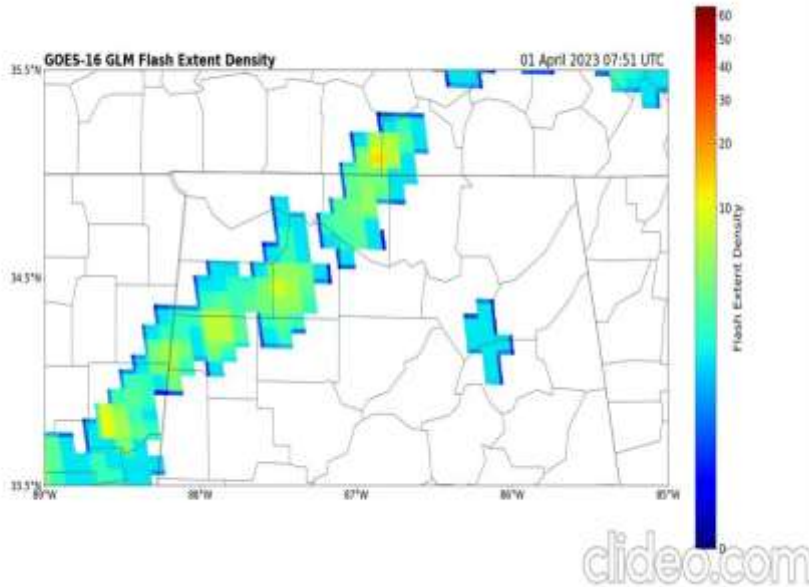 GOES-16 GLM Flash Extent Density
01 April 2023 07:51 UTC
35.5°N
34.5°N
33.5°N
89°W
88°W
87°W
86°W
85°W
60
50
40
30
20
10
0
Flash Extent Density
clideo.com